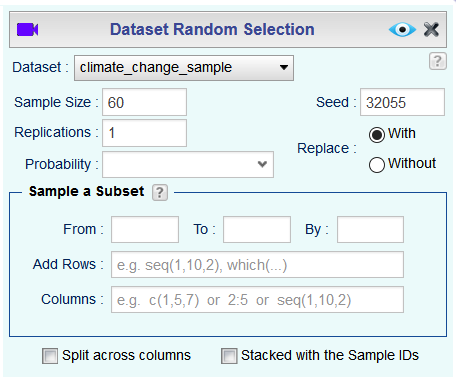 Dataset Random Selection
Dataset : climate_change_sample
?
Sample Size : 60 Seed : 32055
Replications : 1 With
Replace :
Probability : Without
Sample a Subset ?
From : To : By :
Add Rows : e.g. seq(1,10,2), which(...)
Columns : e.g. c(1,5,7) or 2:5 or seq(1,10,2)
Split across columns Stacked with the Sample IDs